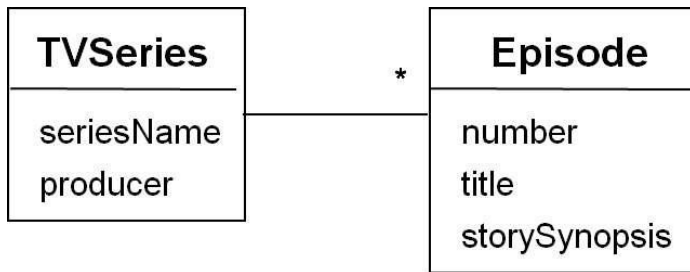 TVSeries
seriesName
producer
*
Episode
number
title
storySynopsis